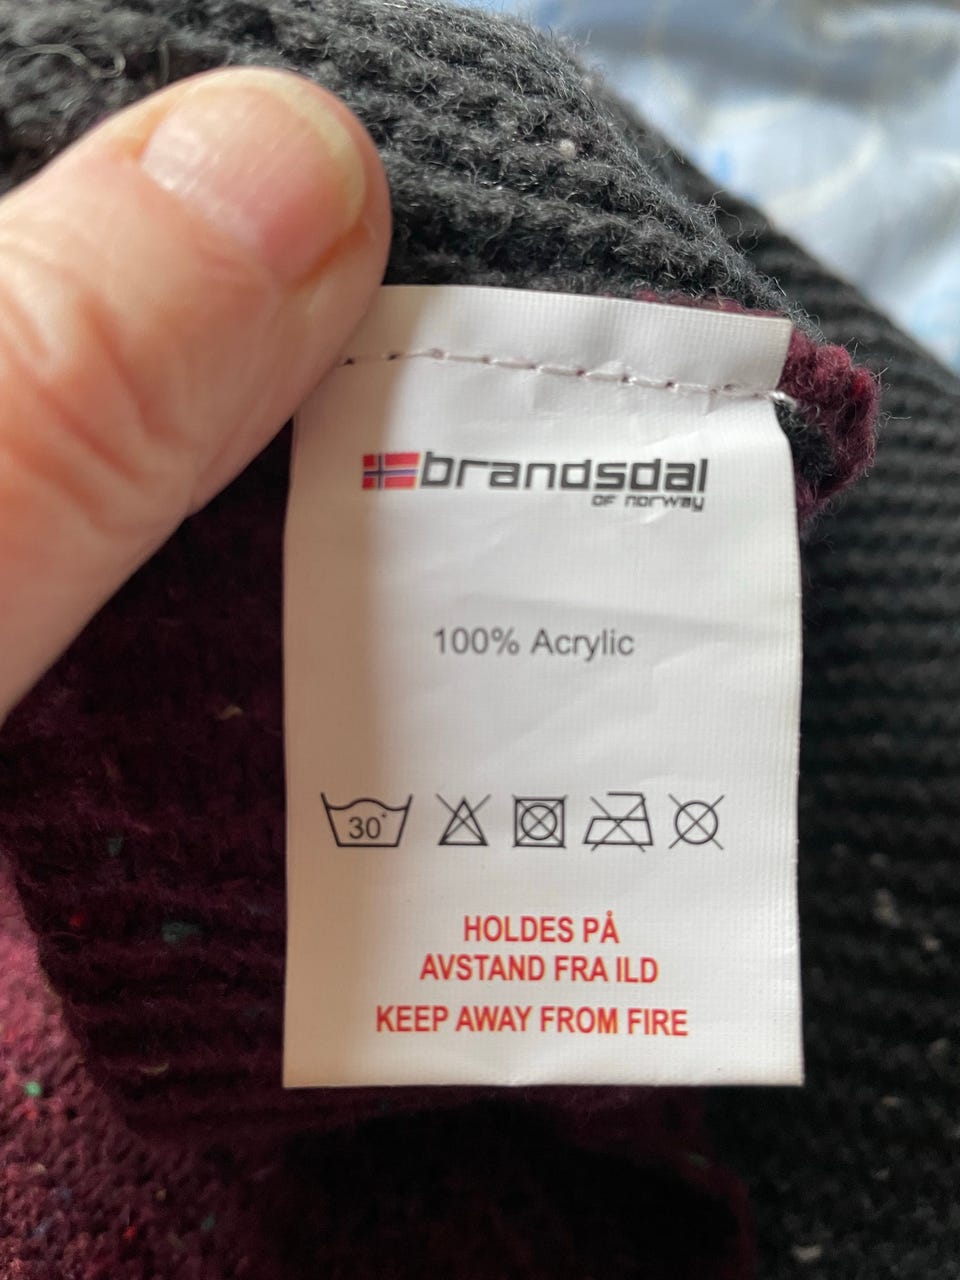 brandsdal
OF norway
100% Acrylic
30°
HOLDES PÅ
AVSTAND FRA ILD
KEEP AWAY FROM FIRE